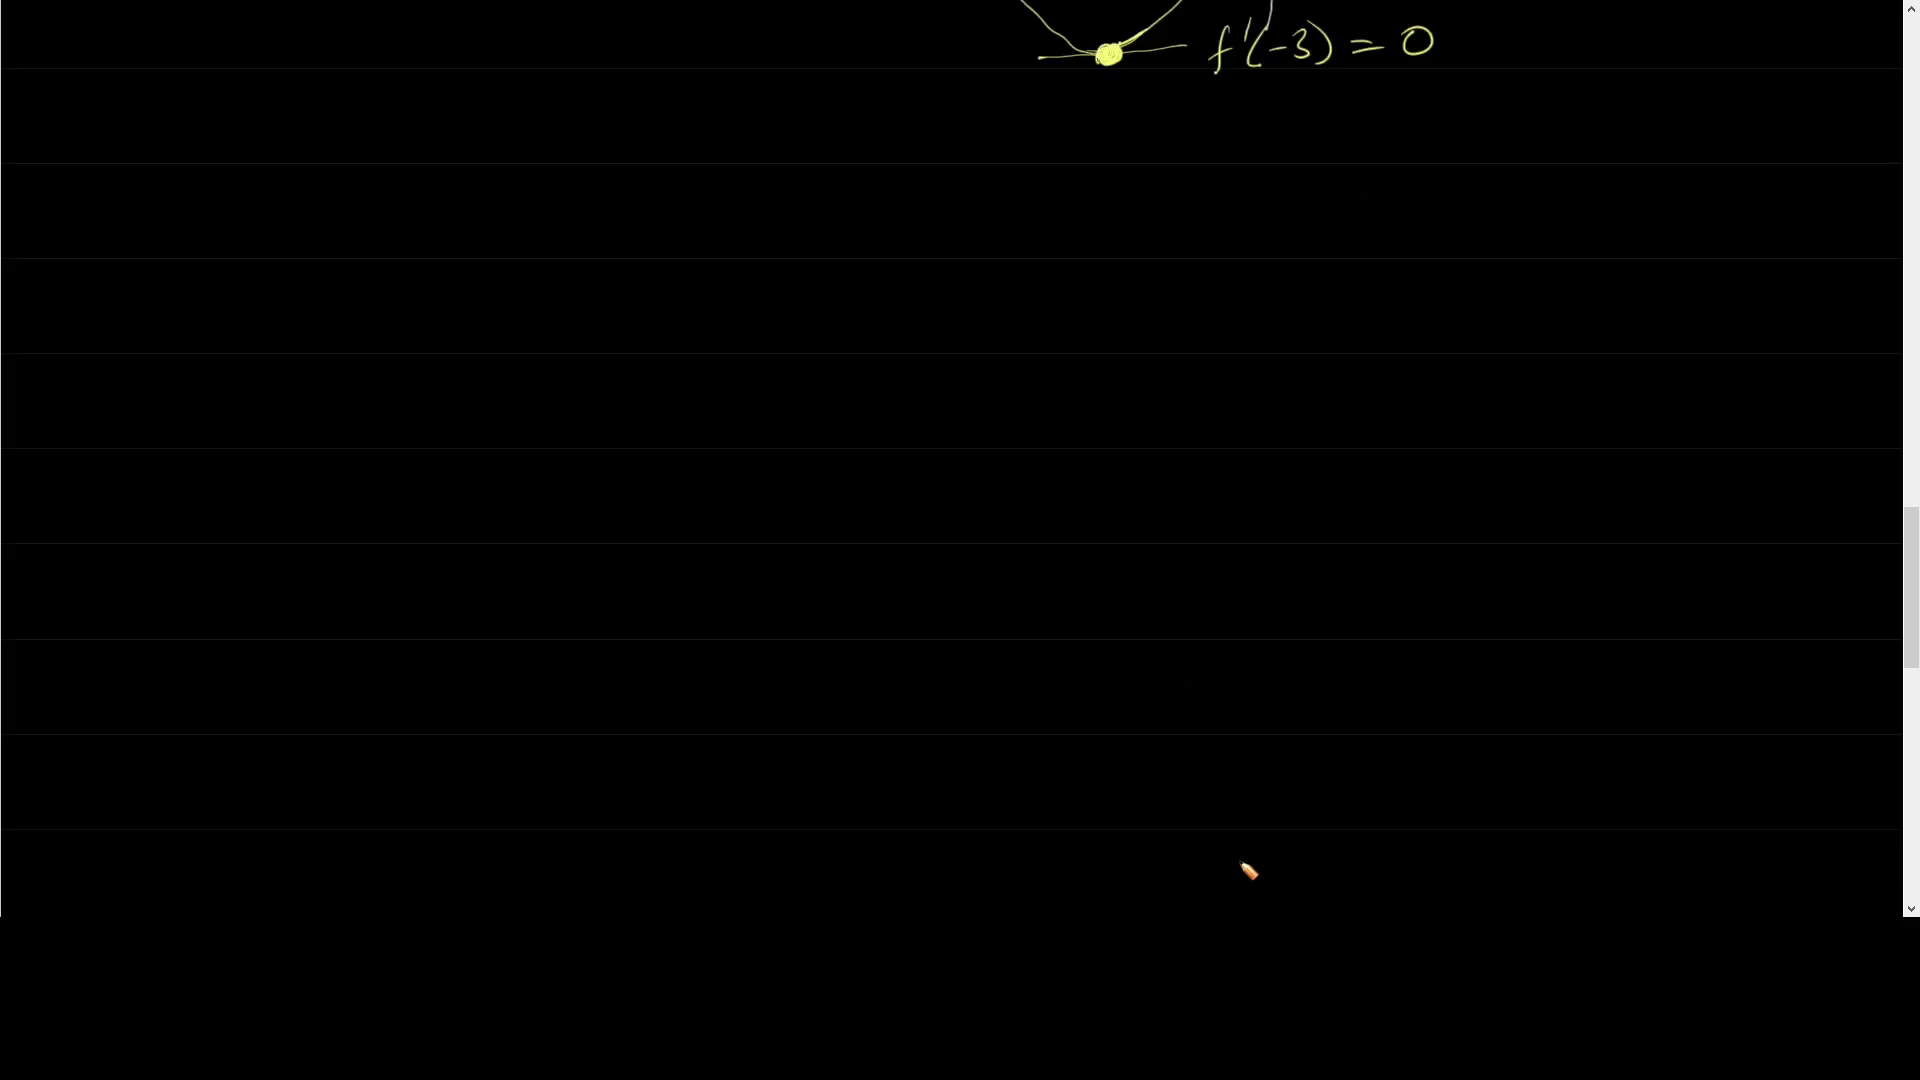 f'(-3) = 0